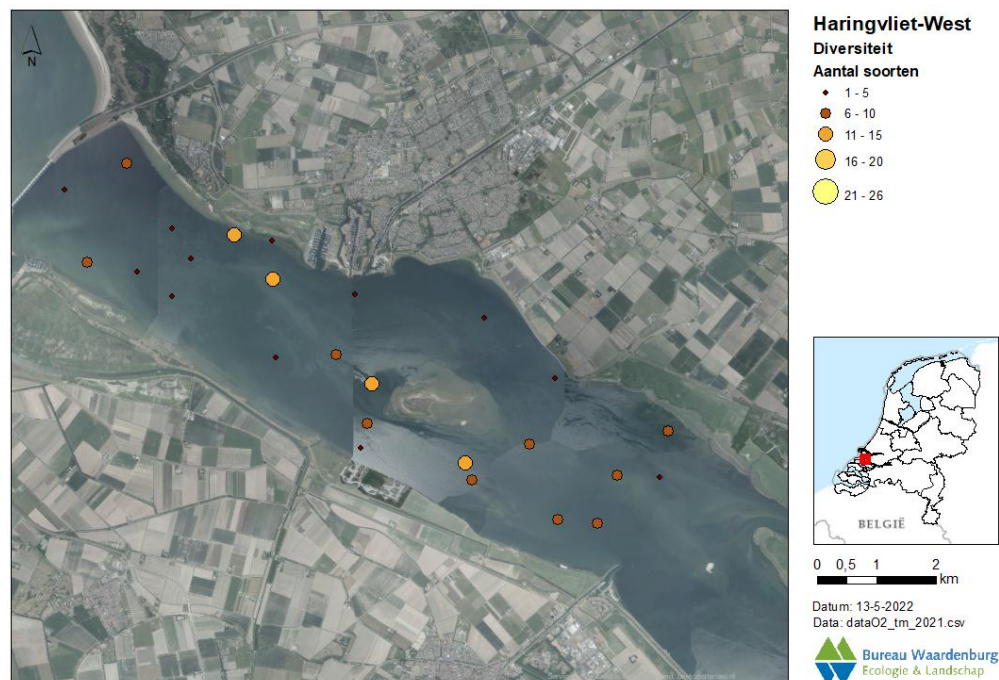 N
Haringvliet-West
Diversiteit
Aantal soorten
1 - 5
6 - 10
11 - 15
16 - 20
21 - 26
BELGIË
0 0,5 1 2
km
Datum: 13-5-2022
Data: dataO2_tm_2021.csv
Bureau Waardenburg
Ecologie & Landschap